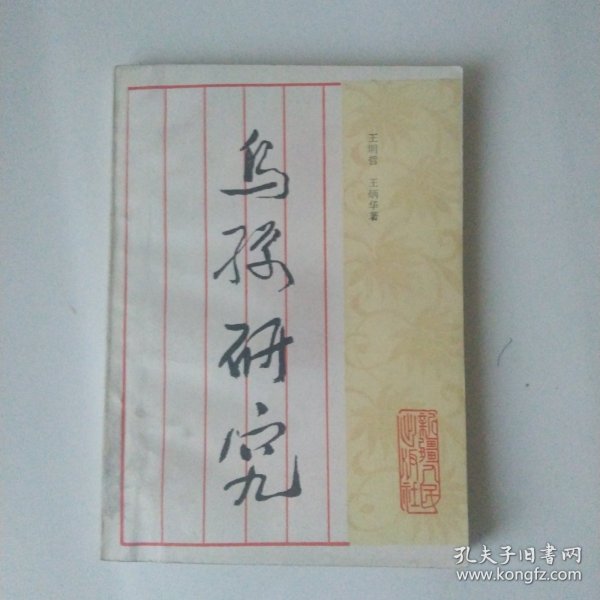 乌孙研究
王明哲 王炳华著
新疆人民
出版社
孔夫子旧书网
www.kongfz.com